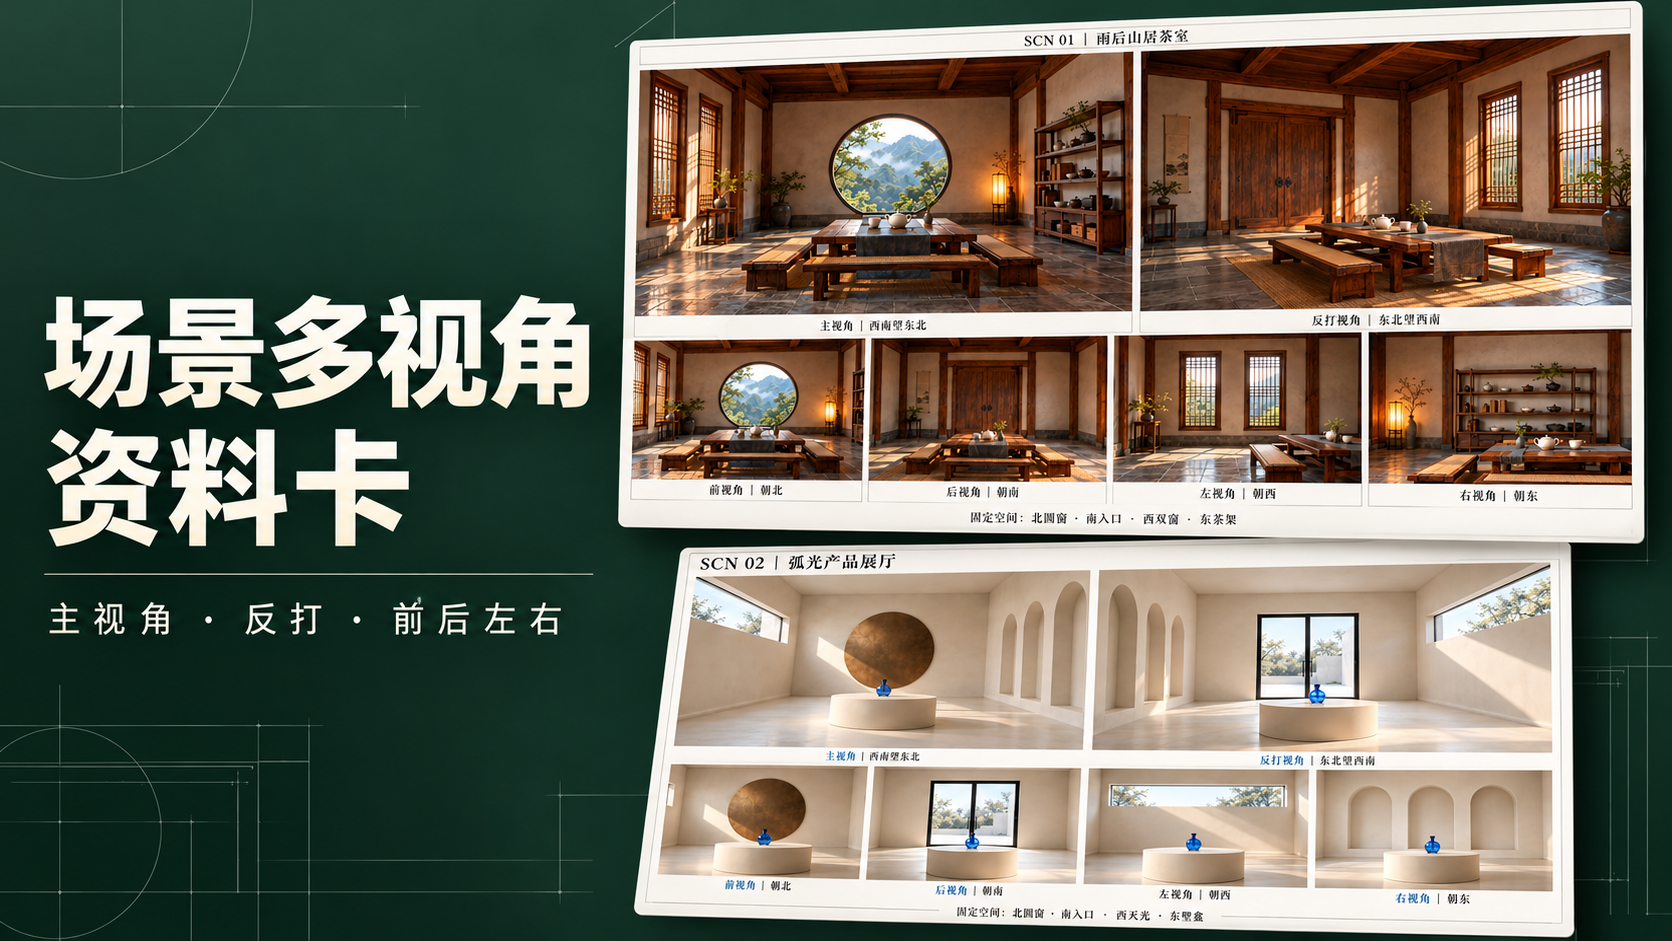 场景多视角
资料卡
主视角 · 反打 · 前后左右
SCN 01 | 雨后山居茶室
主视角 | 西南望东北
反打视角 | 东北望西南
前视角 | 朝北
后视角 | 朝南
左视角 | 朝西
右视角 | 朝东
固定空间：北圆窗 · 南入口 · 西双窗 · 东茶架
SCN 02 | 弧光产品展厅
主视角 | 西南望东北
反打视角 | 东北望西南
前视角 | 朝北
后视角 | 朝南
左视角 | 朝西
右视角 | 朝东
固定空间：北圆窗 · 南入口 · 西天光 · 东壁龛